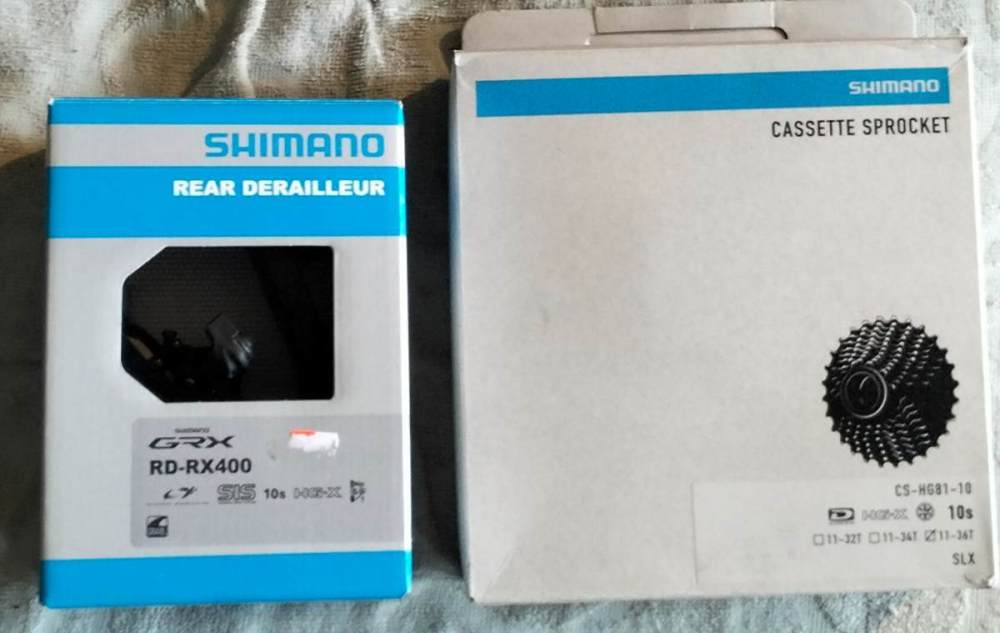 SHIMANO
REAR DERAILLEUR
SHIMANO
GRX
RD-RX400
SIS 10s HG-X
SHIMANO
CASSETTE SPROCKET
CS-HG81-10
HG-X 10s
11-32T 11-34T 11-36T
SLX